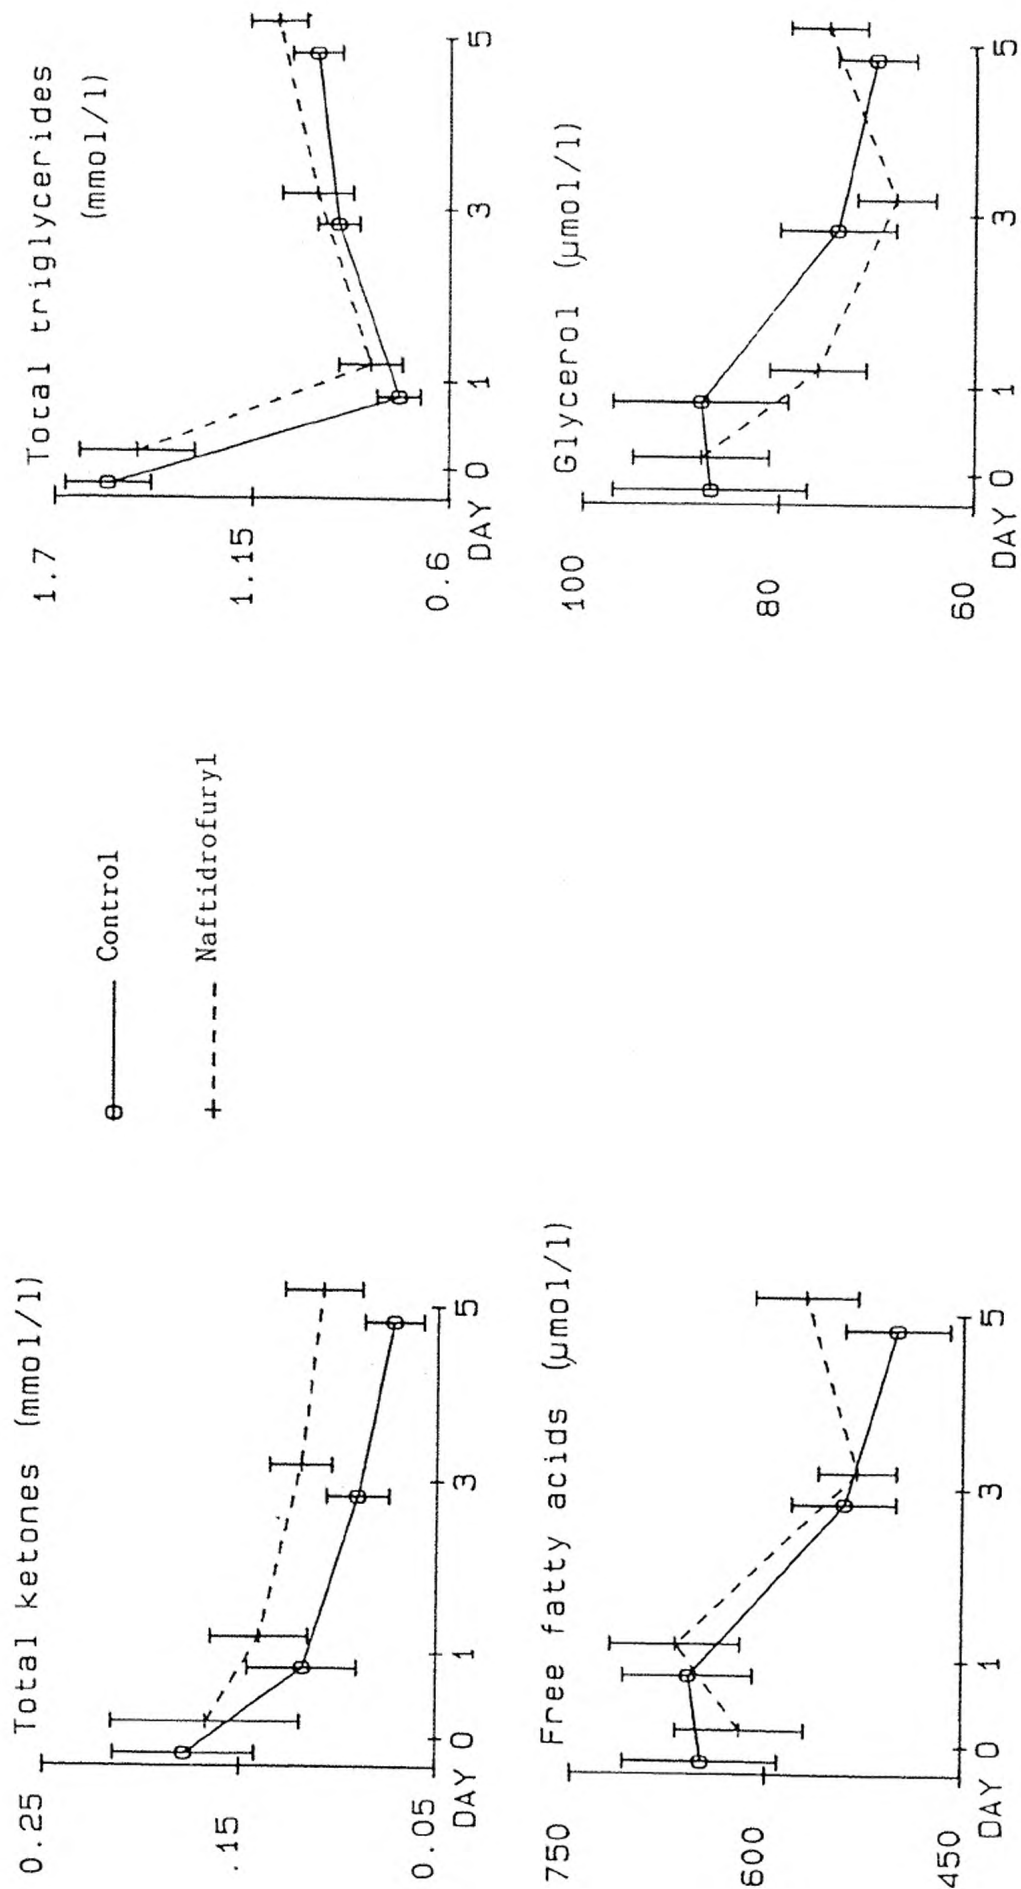 Total ketones (mmol/l)
0.25
.15
0.05
DAY 0 1 3 5
Control
Naftidrofuryl
Total triglycerides
(mmol/l)
1.7
1.15
0.6
DAY 0 1 3 5
Free fatty acids (μmol/l)
750
600
450
DAY 0 1 3 5
Glycerol (μmol/l)
100
80
60
DAY 0 1 3 5